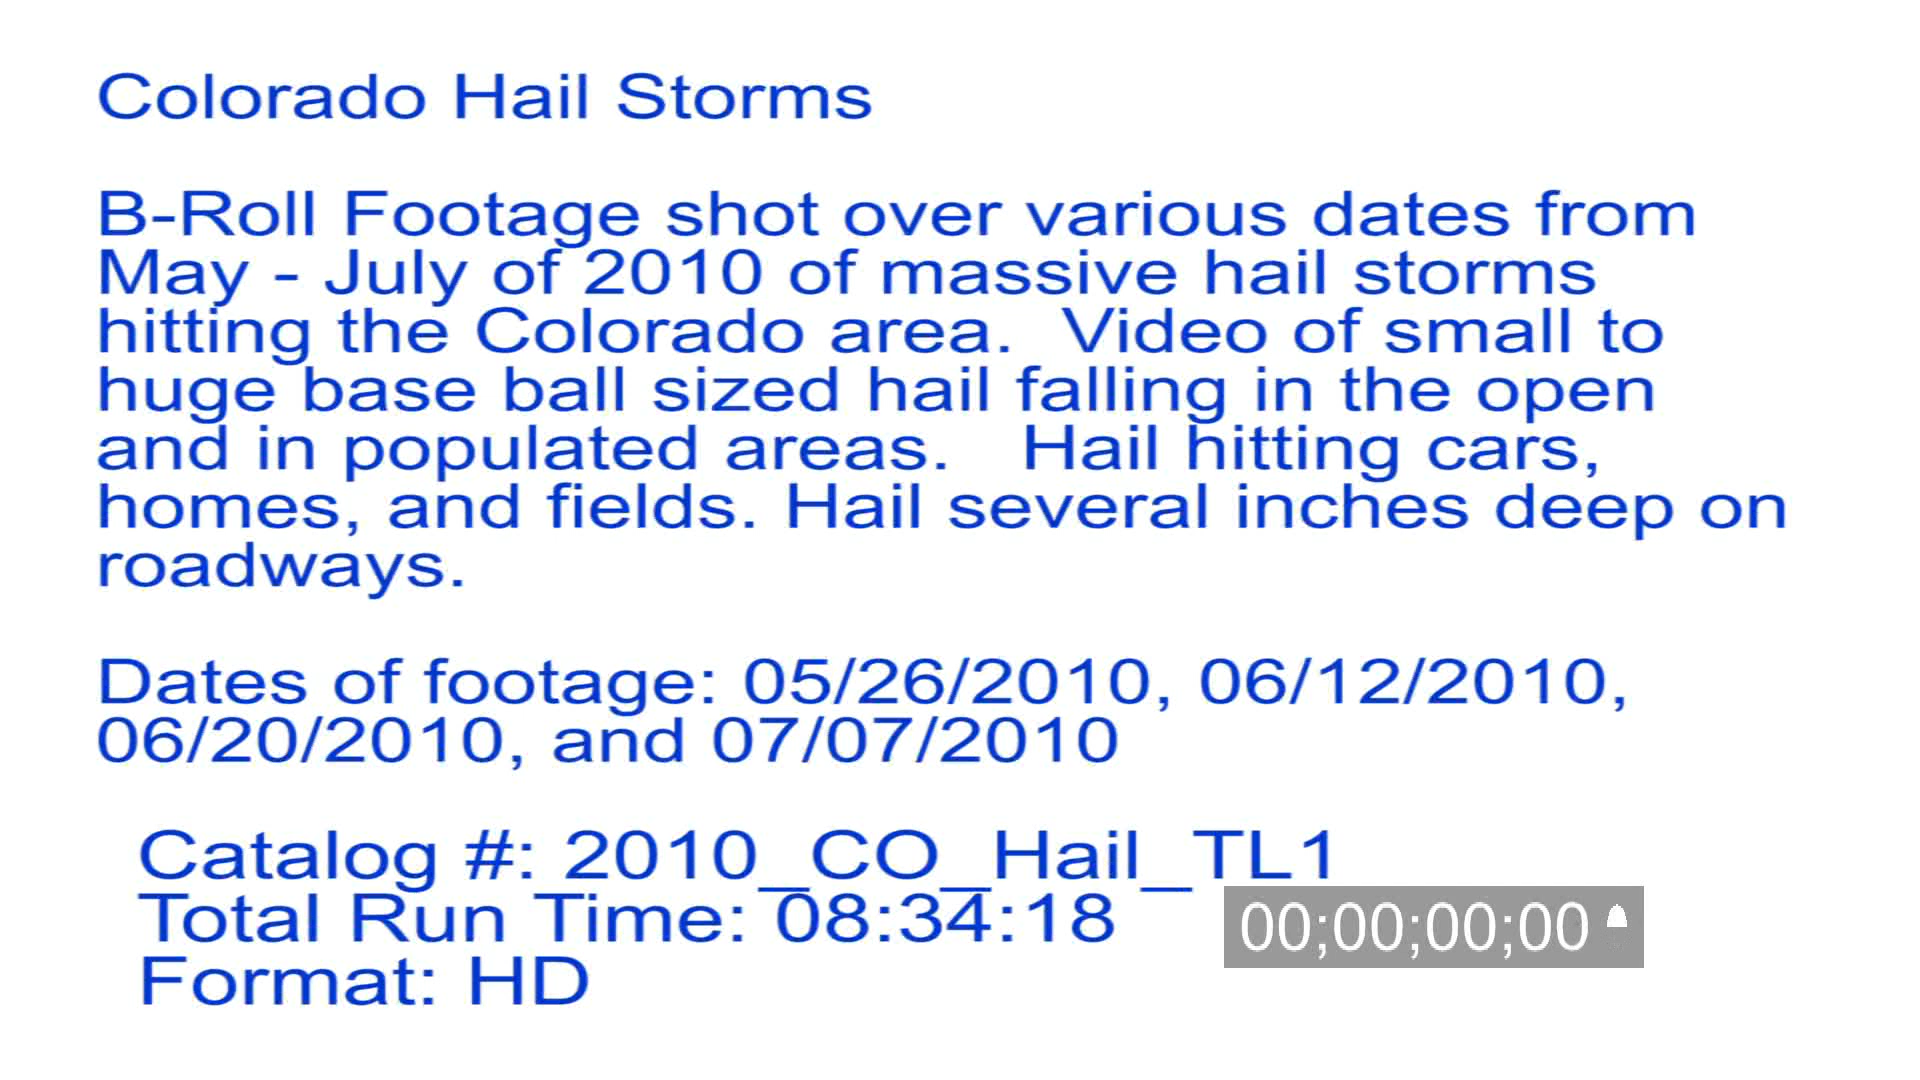 Colorado Hail Storms
B-Roll Footage shot over various dates from
May - July of 2010 of massive hail storms
hitting the Colorado area.  Video of small to
huge base ball sized hail falling in the open
and in populated areas.   Hail hitting cars,
homes, and fields. Hail several inches deep on
roadways.
Dates of footage: 05/26/2010, 06/12/2010,
06/20/2010, and 07/07/2010
Catalog #: 2010_CO_Hail_TL1
Total Run Time: 08:34:18
00;00;00;00
Format: HD